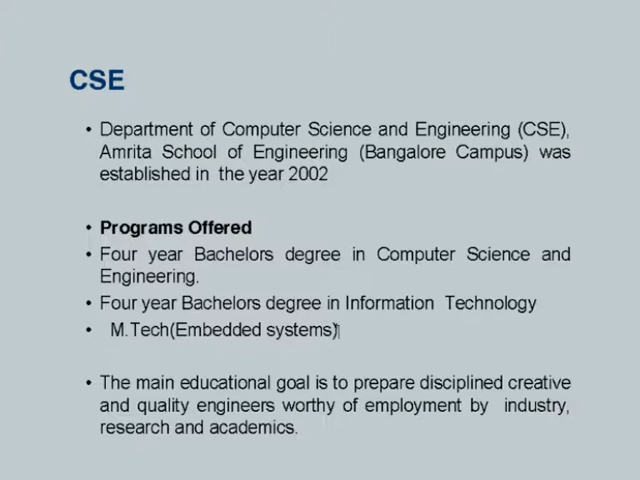 CSE
• Department of Computer Science and Engineering (CSE),
Amrita School of Engineering (Bangalore Campus) was
established in the year 2002
• Programs Offered
• Four year Bachelors degree in Computer Science and
Engineering.
• Four year Bachelors degree in Information Technology
• M.Tech(Embedded systems)
• The main educational goal is to prepare disciplined creative
and quality engineers worthy of employment by industry,
research and academics.